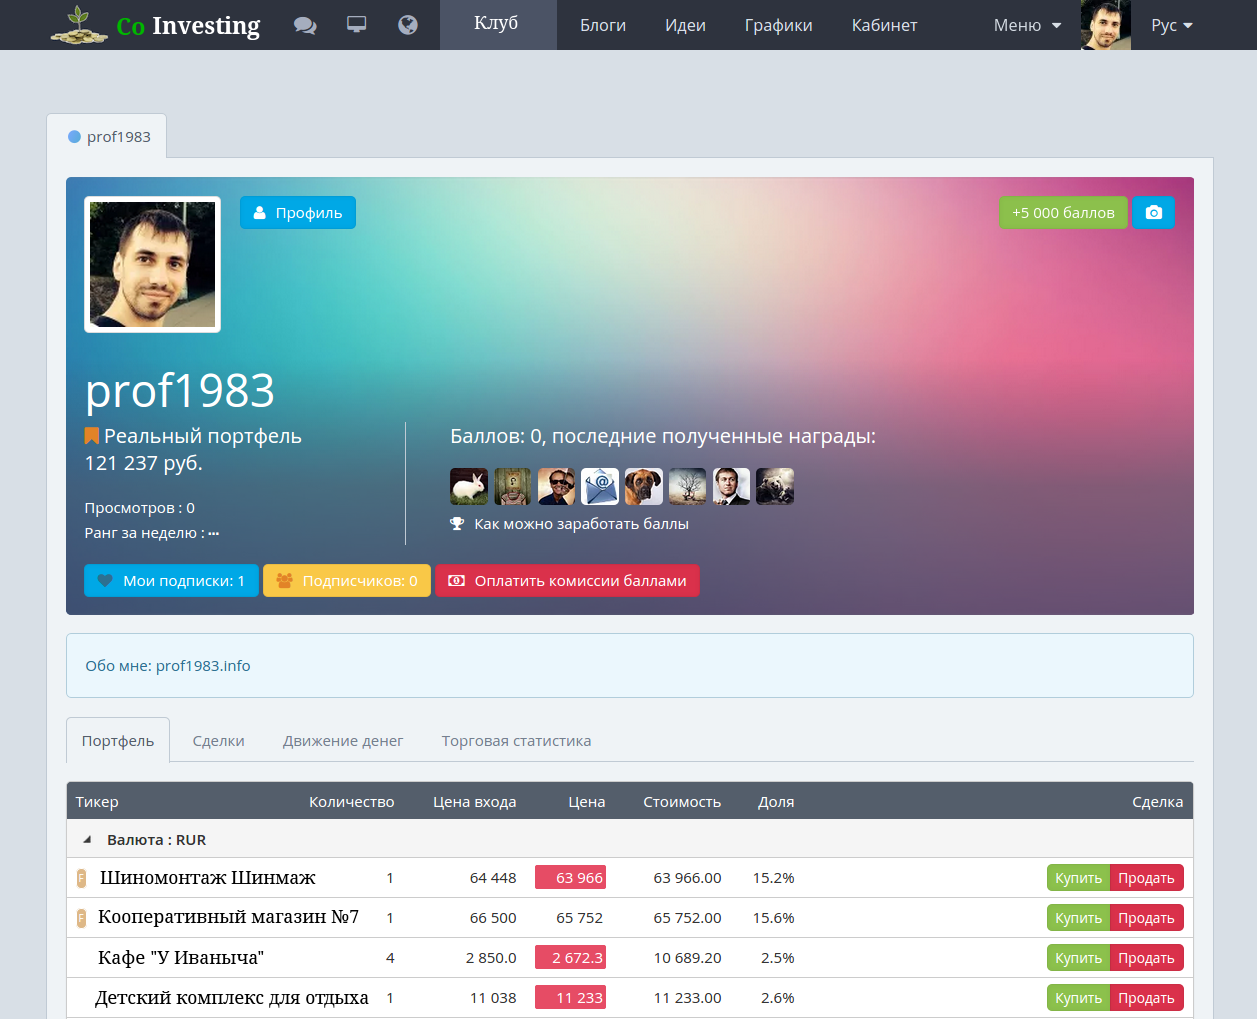 Co Investing
Клуб
Блоги
Идеи
Графики
Кабинет
Меню
Рус
prof1983
Профиль
+5 000 баллов
prof1983
Реальный портфель
121 237 руб.
Баллов: 0, последние полученные награды:
Просмотров : 0
Ранг за неделю : ···
Как можно заработать баллы
Мои подписки: 1
Подписчиков: 0
Оплатить комиссии баллами
Обо мне: prof1983.info
Портфель
Сделки
Движение денег
Торговая статистика
Тикер Количество Цена входа Цена Стоимость Доля Сделка
Валюта : RUR
F Шиномонтаж Шинмаж 1 64 448 63 966 63 966.00 15.2% Купить Продать
F Кооперативный магазин №7 1 66 500 65 752 65 752.00 15.6% Купить Продать
Кафе "У Иваныча" 4 2 850.0 2 672.3 10 689.20 2.5% Купить Продать
Детский комплекс для отдыха 1 11 038 11 233 11 233.00 2.6% Купить Продать